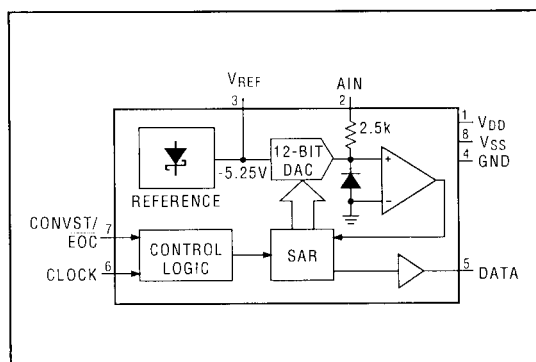 VREF
3
AIN
2
1 VDD
8 VSS
4 GND
2.5k
12-BIT
DAC
-5.25V
+
-
REFERENCE
CONVST/
EOC
7
CONTROL
LOGIC
SAR
CLOCK
6
5 DATA